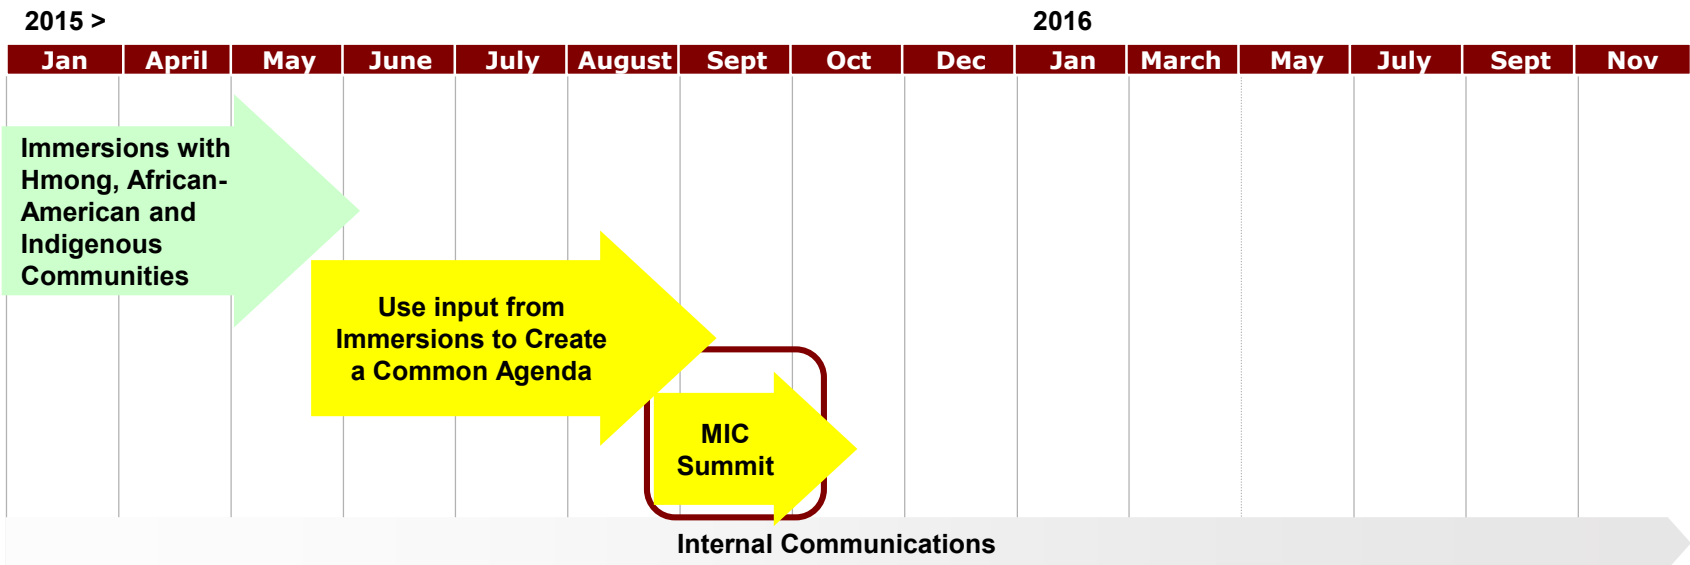 2015 > 2016
Jan April May June July August Sept Oct Dec Jan March May July Sept Nov
Immersions with
Hmong, African-
American and
Indigenous
Communities
Use input from
Immersions to Create
a Common Agenda
MIC
Summit
Internal Communications